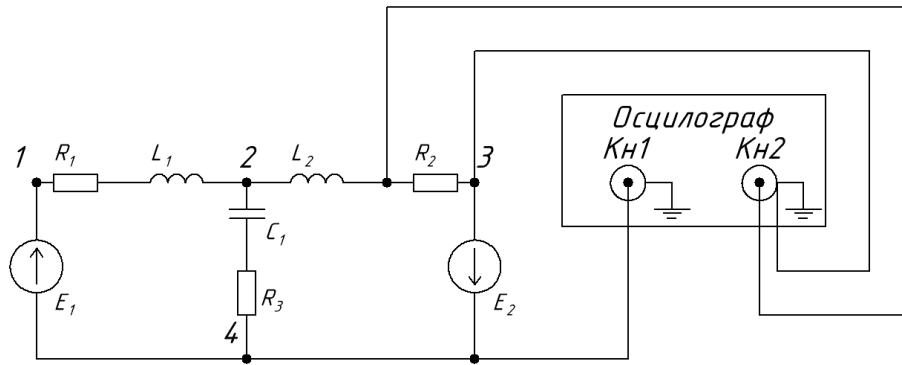 Осцилограф
Кн1 Кн2
1 R1 L1 2 L2 R2 3
C1
E1 R3 E2
4